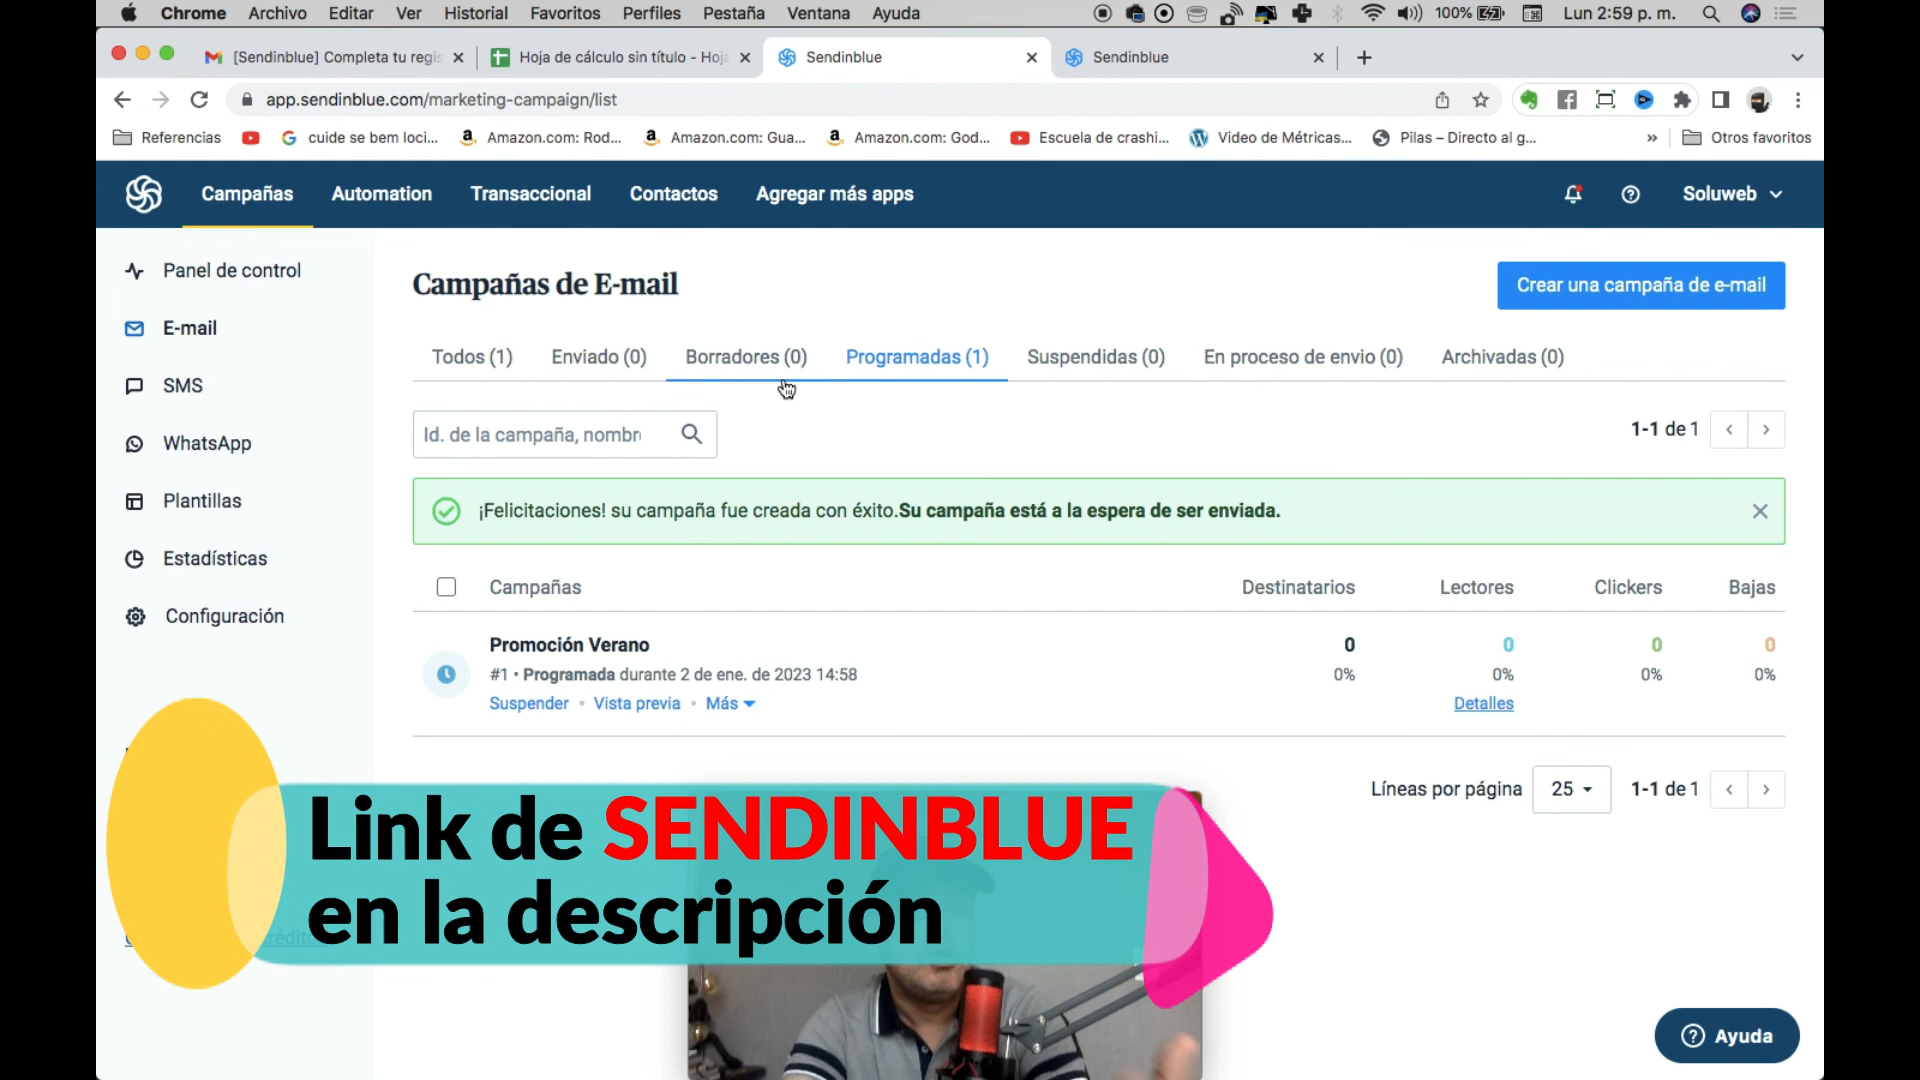 Chrome Archivo Editar Ver Historial Favoritos Perfiles Pestaña Ventana Ayuda 100% Lun 2:59 p. m.
[Sendinblue] Completa tu regis Hoja de cálculo sin título - Hoja Sendinblue Sendinblue
app.sendinblue.com/marketing-campaign/list
Referencias cuide se bem loci... Amazon.com: Rod... Amazon.com: Gua... Amazon.com: God... Escuela de crashi... Video de Métricas... Pilas – Directo al g... » Otros favoritos
Campañas Automation Transaccional Contactos Agregar más apps Soluweb
Panel de control
E-mail
SMS
WhatsApp
Plantillas
Estadísticas
Configuración
Campañas de E-mail
Crear una campaña de e-mail
Todos (1) Enviado (0) Borradores (0) Programadas (1) Suspendidas (0) En proceso de envio (0) Archivadas (0)
Id. de la campaña, nombr
1-1 de 1
¡Felicitaciones! su campaña fue creada con éxito.Su campaña está a la espera de ser enviada.
Campañas Destinatarios Lectores Clickers Bajas
Promoción Verano 0 0 0 0
#1 • Programada durante 2 de ene. de 2023 14:58 0% 0% 0% 0%
Suspender • Vista previa • Más Detalles
Líneas por página 25 1-1 de 1
Link de SENDINBLUE
en la descripción
Ayuda